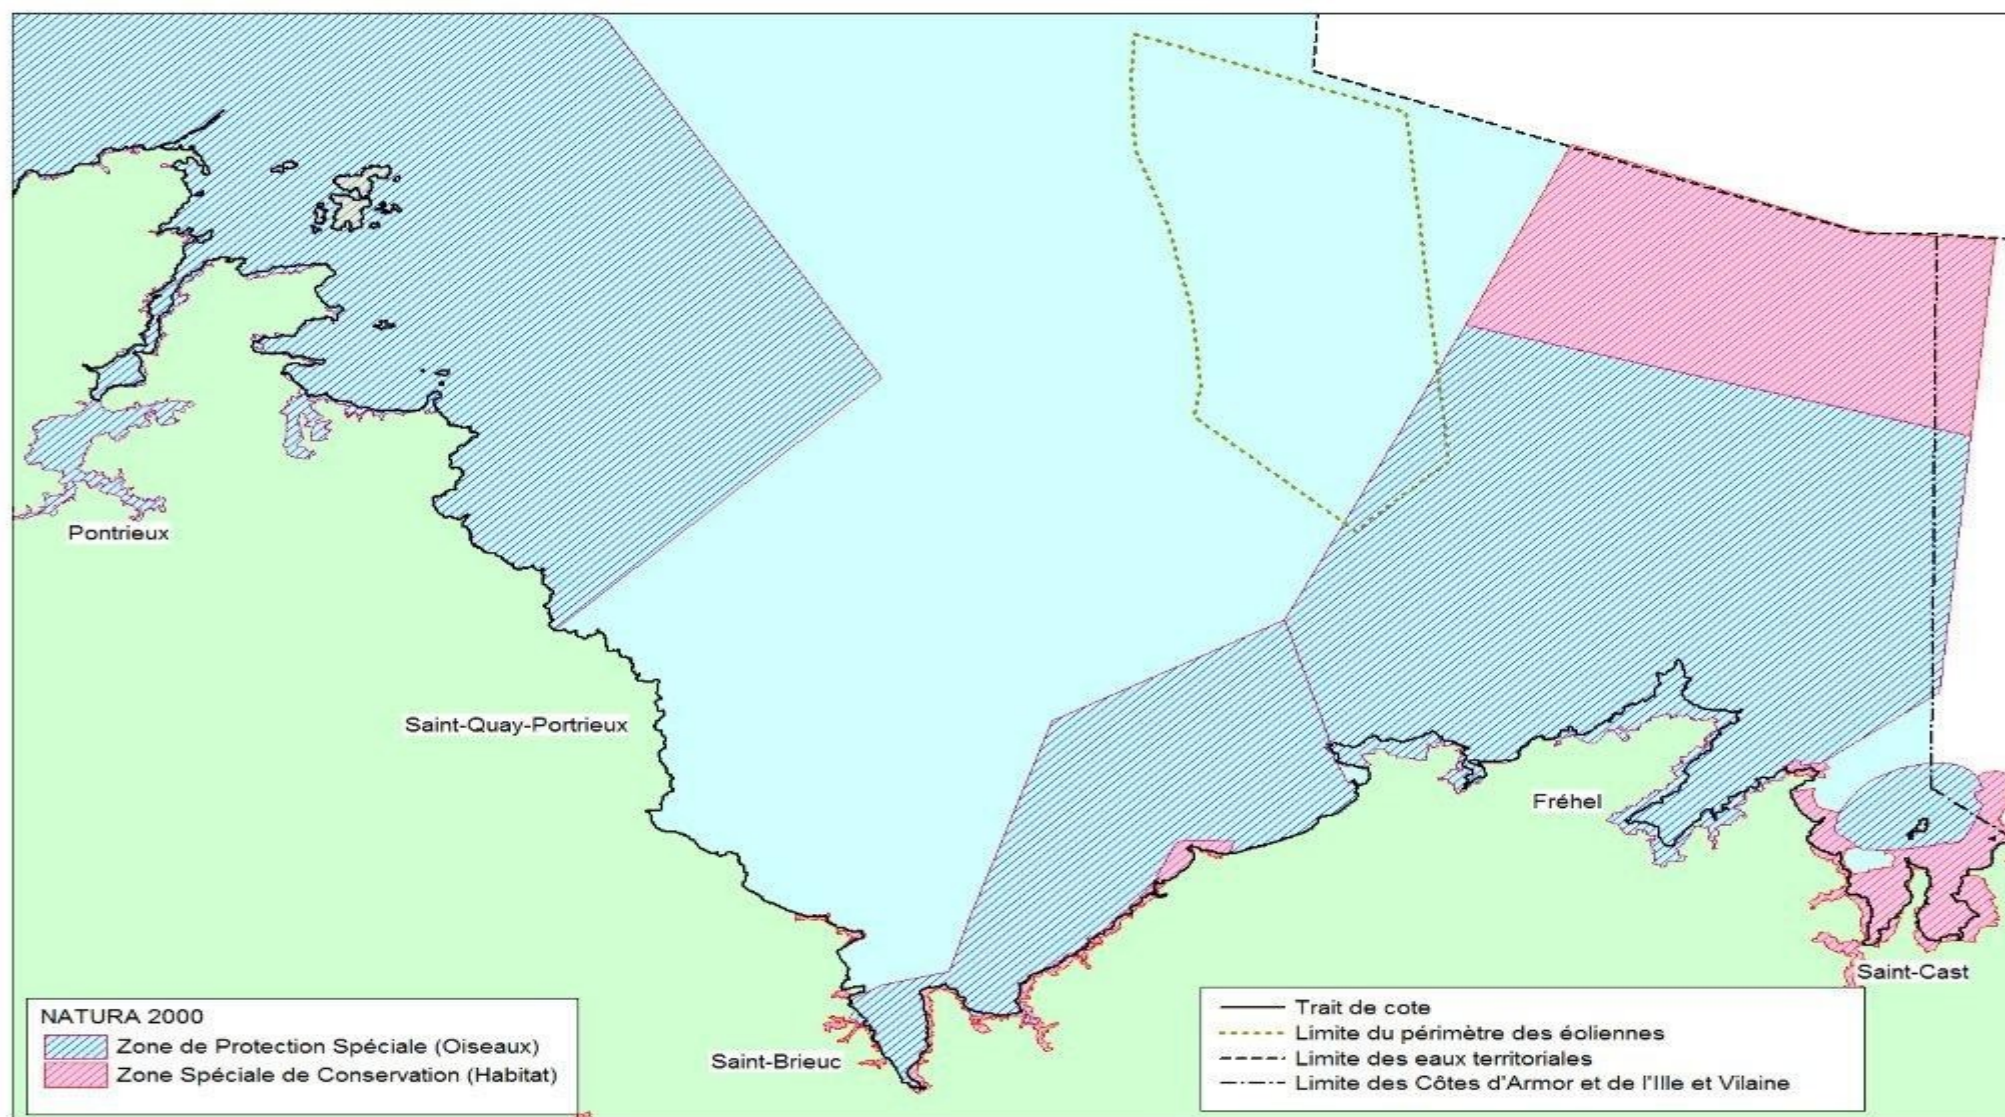 Pontrieux
Saint-Quay-Portrieux
Fréhel
Saint-Cast
Saint-Brieuc
NATURA 2000
Zone de Protection Spéciale (Oiseaux)
Zone Spéciale de Conservation (Habitat)
Trait de cote
Limite du périmètre des éoliennes
Limite des eaux territoriales
Limite des Côtes d'Armor et de l'Ille et Vilaine